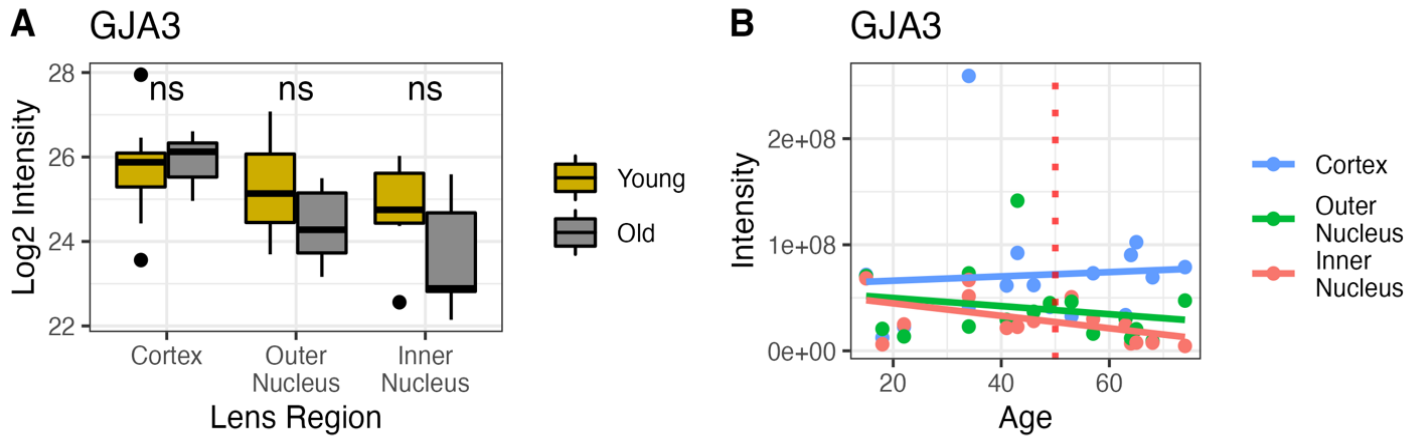 A GJA3
Log2 Intensity
28
26
24
22
ns ns ns
Cortex
Outer
Nucleus
Inner
Nucleus
Lens Region
Young
Old
B GJA3
Intensity
2e+08
1e+08
0e+00
20 40 60
Age
Cortex
Outer
Nucleus
Inner
Nucleus